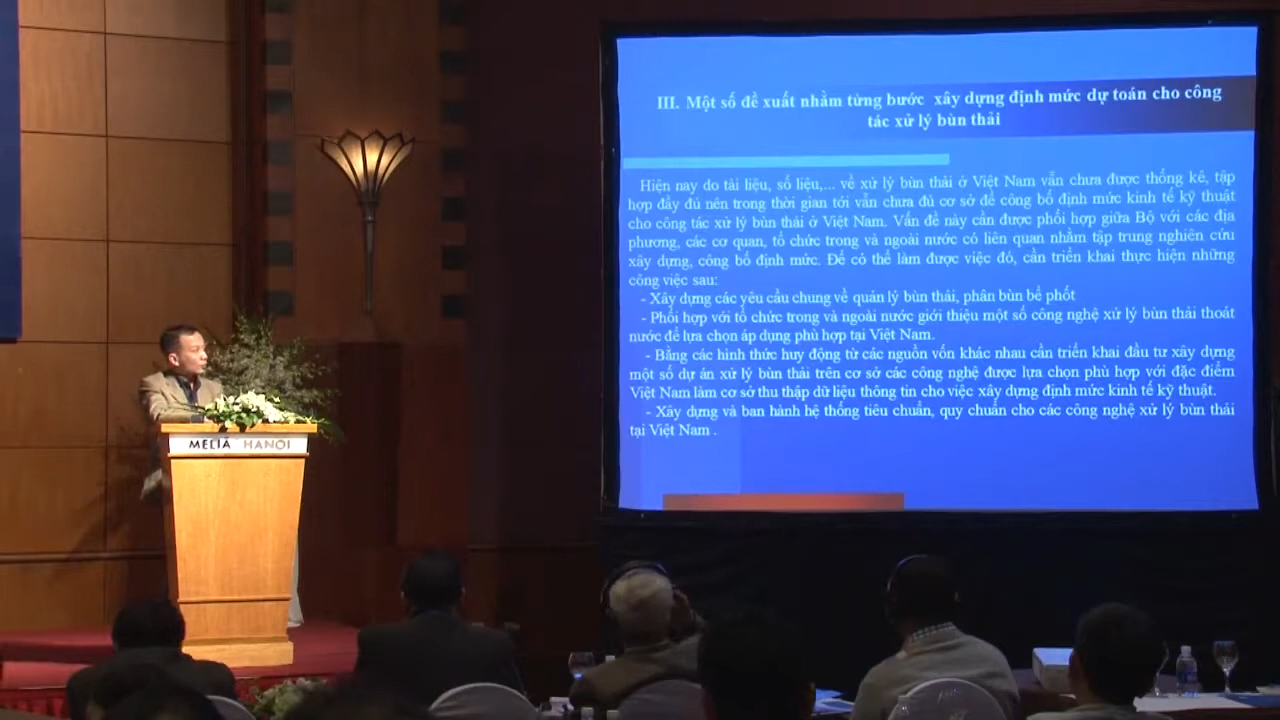 III. Một số đề xuất nhằm từng bước xây dựng định mức dự toán cho công
tác xử lý bùn thải
Hiện nay do tài liệu, số liệu,... về xử lý bùn thải ở Việt Nam vẫn chưa được thống kê, tập
hợp đầy đủ nên trong thời gian tới vẫn chưa đủ cơ sở để công bố định mức kinh tế kỹ thuật
cho công tác xử lý bùn thải ở Việt Nam. Vấn đề này cần được phối hợp giữa Bộ với các địa
phương, các cơ quan, tổ chức trong và ngoài nước có liên quan nhằm tập trung nghiên cứu
xây dựng, công bố định mức. Để có thể làm được việc đó, cần triển khai thực hiện những
công việc sau:
- Xây dựng các yêu cầu chung về quản lý bùn thải, phân bùn bể phốt
- Phối hợp với tổ chức trong và ngoài nước giới thiệu một số công nghệ xử lý bùn thải thoát
nước để lựa chọn áp dụng phù hợp tại Việt Nam.
- Bằng các hình thức huy động từ các nguồn vốn khác nhau cần triển khai đầu tư xây dựng
một số dự án xử lý bùn thải trên cơ sở các công nghệ được lựa chọn phù hợp với đặc điểm
Việt Nam làm cơ sở thu thập dữ liệu thông tin cho việc xây dựng định mức kinh tế kỹ thuật.
- Xây dựng và ban hành hệ thống tiêu chuẩn, quy chuẩn cho các công nghệ xử lý bùn thải
tại Việt Nam .
MELIÃ HANOI